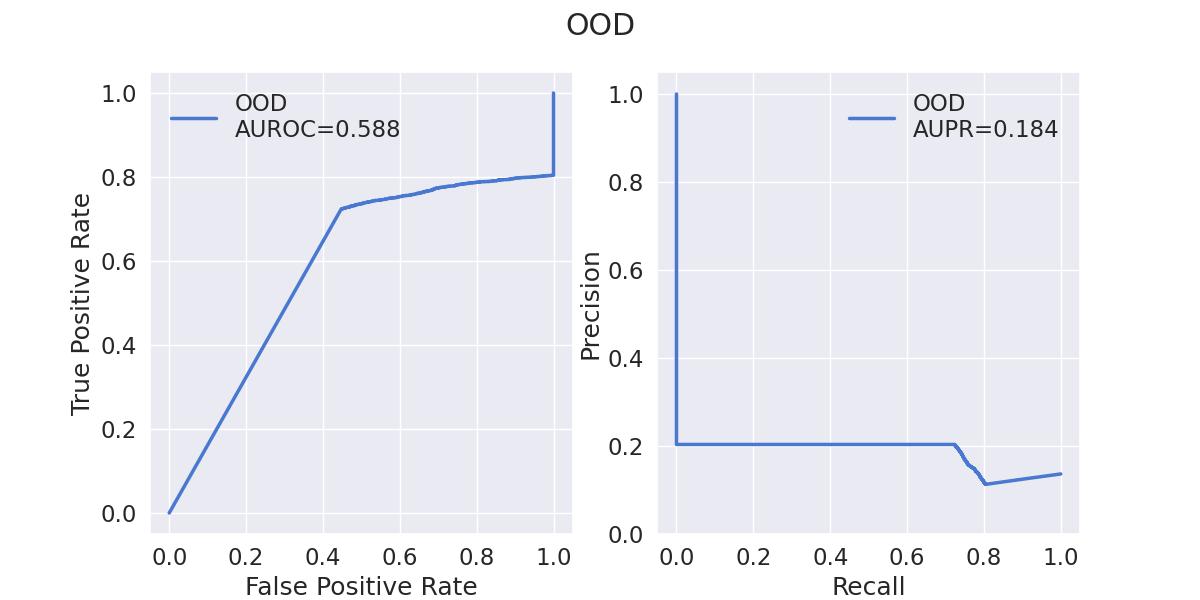 OOD
OOD
AUROC=0.588
True Positive Rate
1.0
0.8
0.6
0.4
0.2
0.0
0.0 0.2 0.4 0.6 0.8 1.0
False Positive Rate
OOD
AUPR=0.184
Precision
1.0
0.8
0.6
0.4
0.2
0.0
0.0 0.2 0.4 0.6 0.8 1.0
Recall